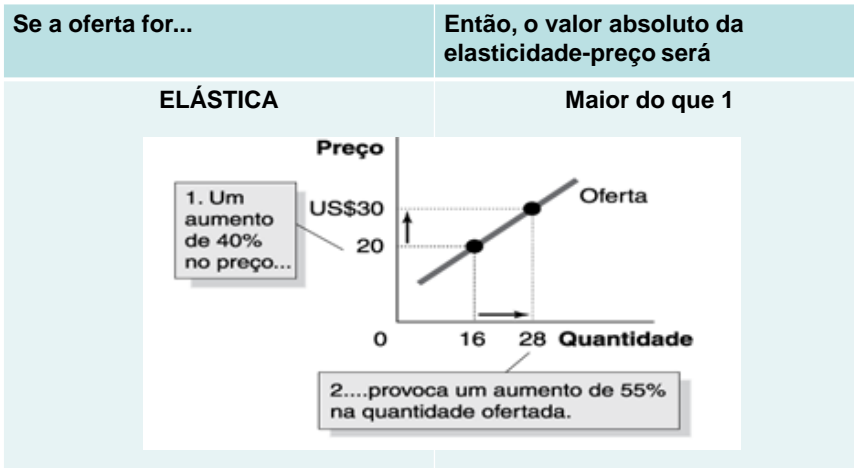 Se a oferta for...
Então, o valor absoluto da
elasticidade-preço será
ELÁSTICA
Maior do que 1
Preço
1. Um
aumento
de 40%
no preço...
US$30
20
Oferta
0
16
28
Quantidade
2....provoca um aumento de 55%
na quantidade ofertada.